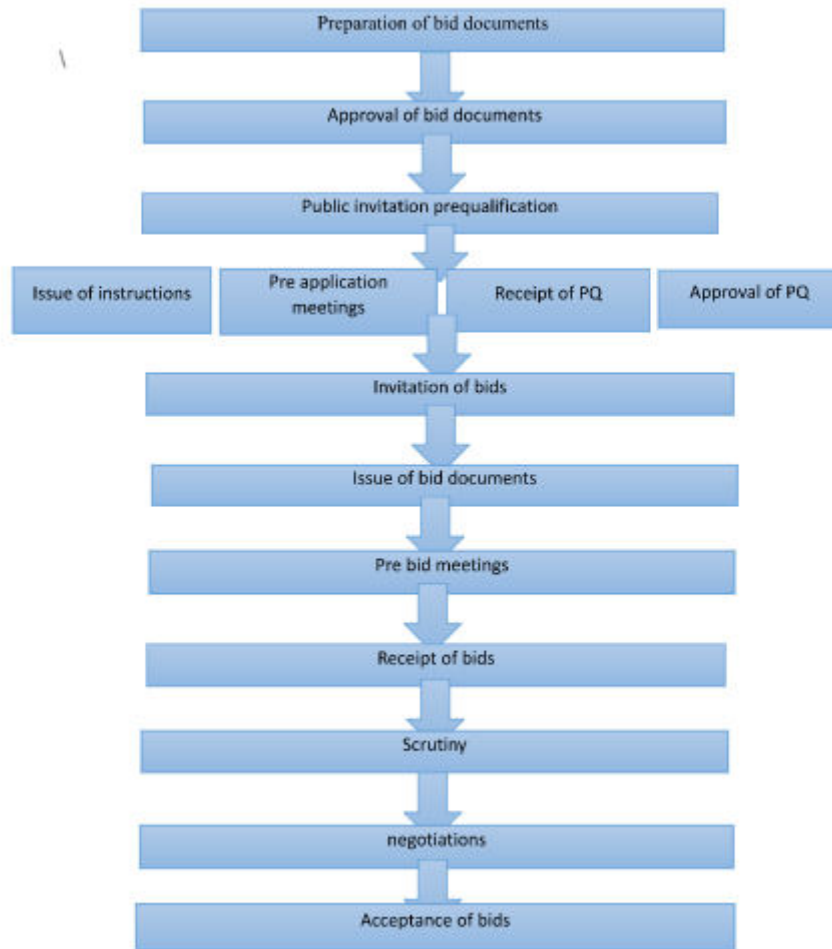 Preparation of bid documents
\
Approval of bid documents
Public invitation prequalification
Issue of instructions
Pre application
meetings
Receipt of PQ
Approval of PQ
Invitation of bids
Issue of bid documents
Pre bid meetings
Receipt of bids
Scrutiny
negotiations
Acceptance of bids